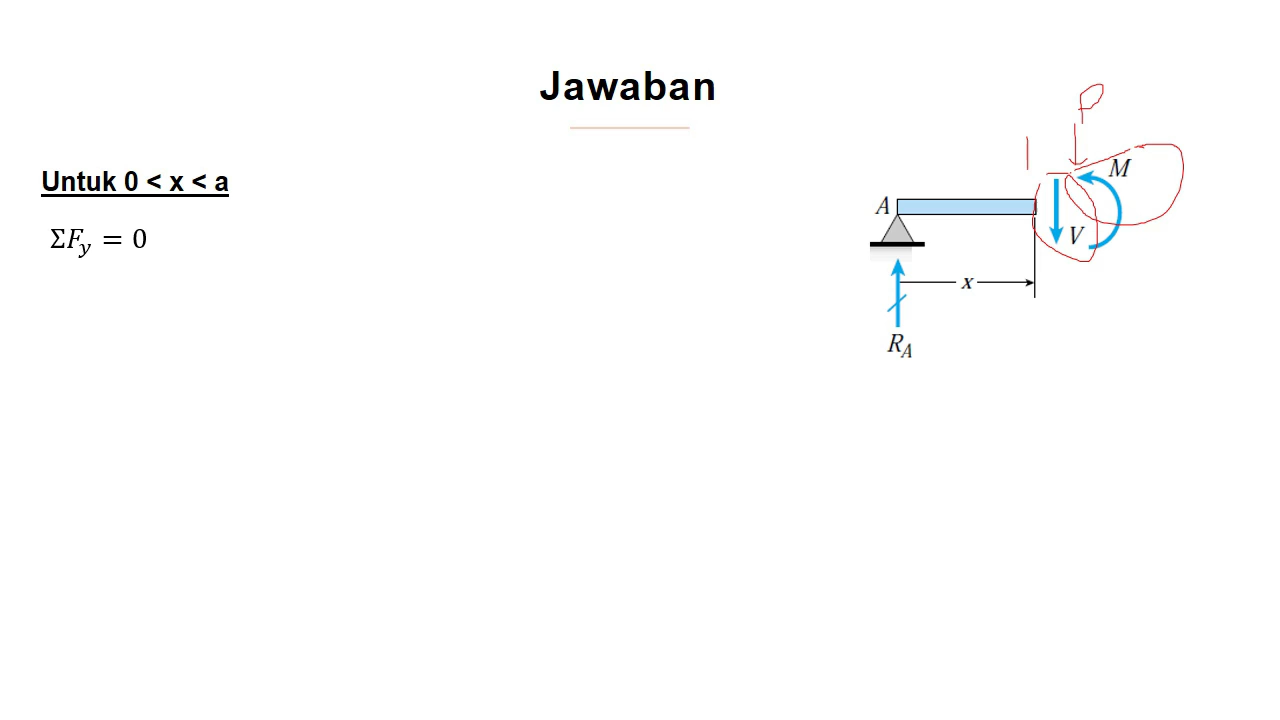 Jawaban
Untuk 0 < x < a
ΣF_y = 0
P
M
A
V
x
R_A